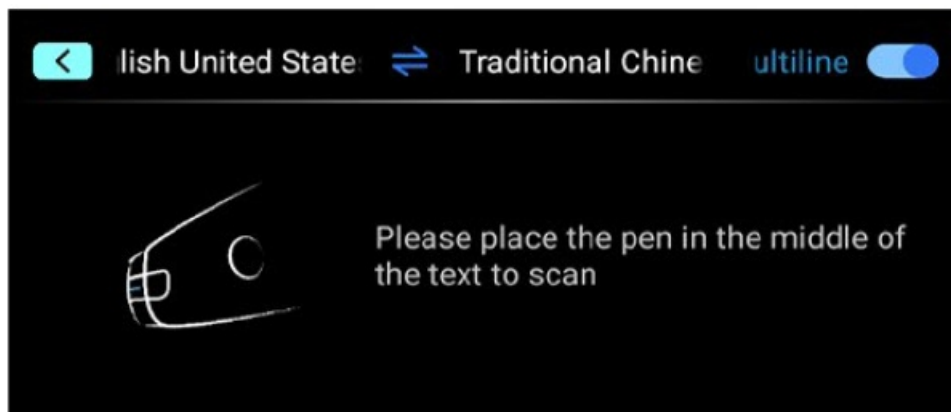 lish United State
Traditional Chine
ultiline
Please place the pen in the middle of
the text to scan